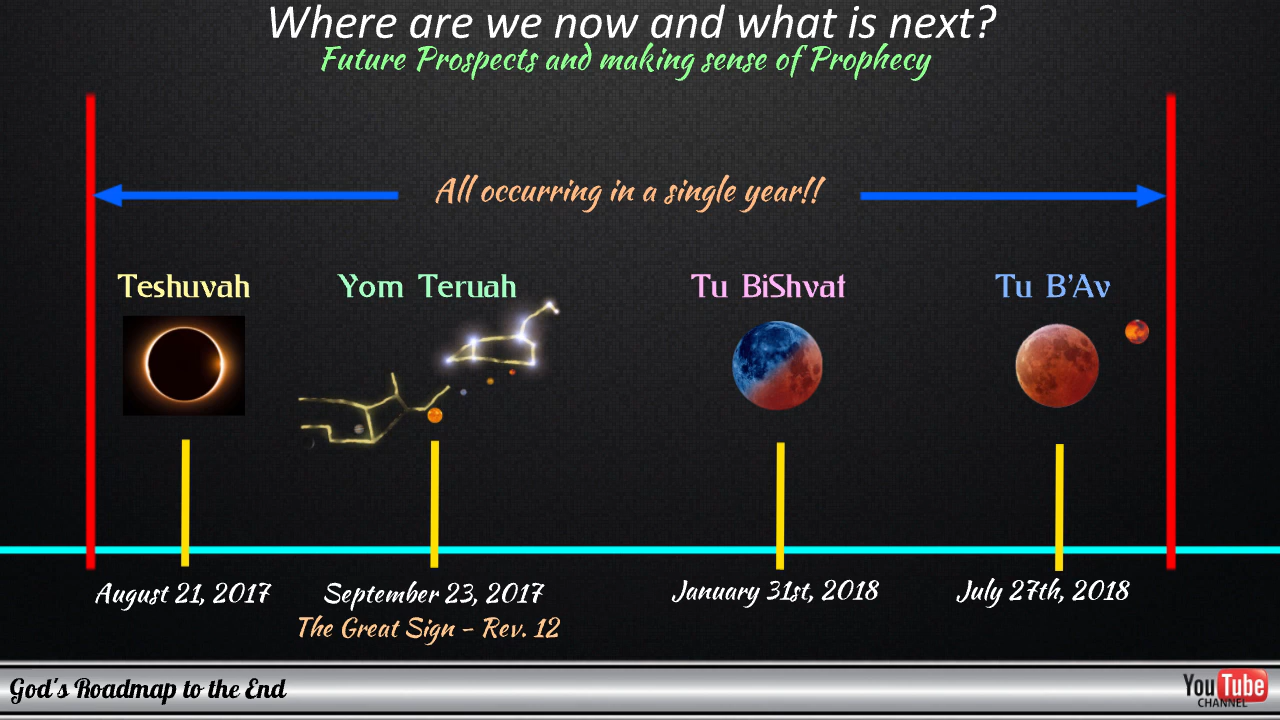 Where are we now and what is next?
Future Prospects and making sense of Prophecy
All occurring in a single year!!
Teshuvah
Yom Teruah
Tu BiShvat
Tu B'Av
August 21, 2017
September 23, 2017
The Great Sign - Rev. 12
January 31st, 2018
July 27th, 2018
God's Roadmap to the End
YouTube
CHANNEL